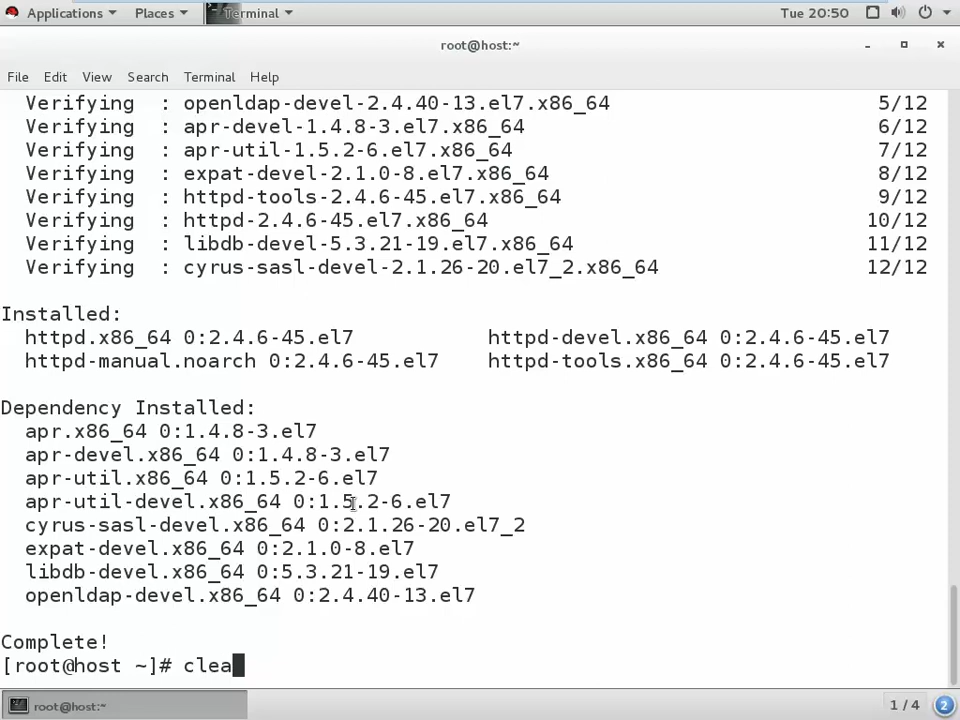 Applications Places Terminal Tue 20:50
root@host:~
File Edit View Search Terminal Help
Verifying : openldap-devel-2.4.40-13.el7.x86_64 5/12
Verifying : apr-devel-1.4.8-3.el7.x86_64 6/12
Verifying : apr-util-1.5.2-6.el7.x86_64 7/12
Verifying : expat-devel-2.1.0-8.el7.x86_64 8/12
Verifying : httpd-tools-2.4.6-45.el7.x86_64 9/12
Verifying : httpd-2.4.6-45.el7.x86_64 10/12
Verifying : libdb-devel-5.3.21-19.el7.x86_64 11/12
Verifying : cyrus-sasl-devel-2.1.26-20.el7_2.x86_64 12/12
Installed:
httpd.x86_64 0:2.4.6-45.el7 httpd-devel.x86_64 0:2.4.6-45.el7
httpd-manual.noarch 0:2.4.6-45.el7 httpd-tools.x86_64 0:2.4.6-45.el7
Dependency Installed:
apr.x86_64 0:1.4.8-3.el7
apr-devel.x86_64 0:1.4.8-3.el7
apr-util.x86_64 0:1.5.2-6.el7
apr-util-devel.x86_64 0:1.5.2-6.el7
cyrus-sasl-devel.x86_64 0:2.1.26-20.el7_2
expat-devel.x86_64 0:2.1.0-8.el7
libdb-devel.x86_64 0:5.3.21-19.el7
openldap-devel.x86_64 0:2.4.40-13.el7
Complete!
[root@host ~]# clea
root@host:~ 1 / 4 2